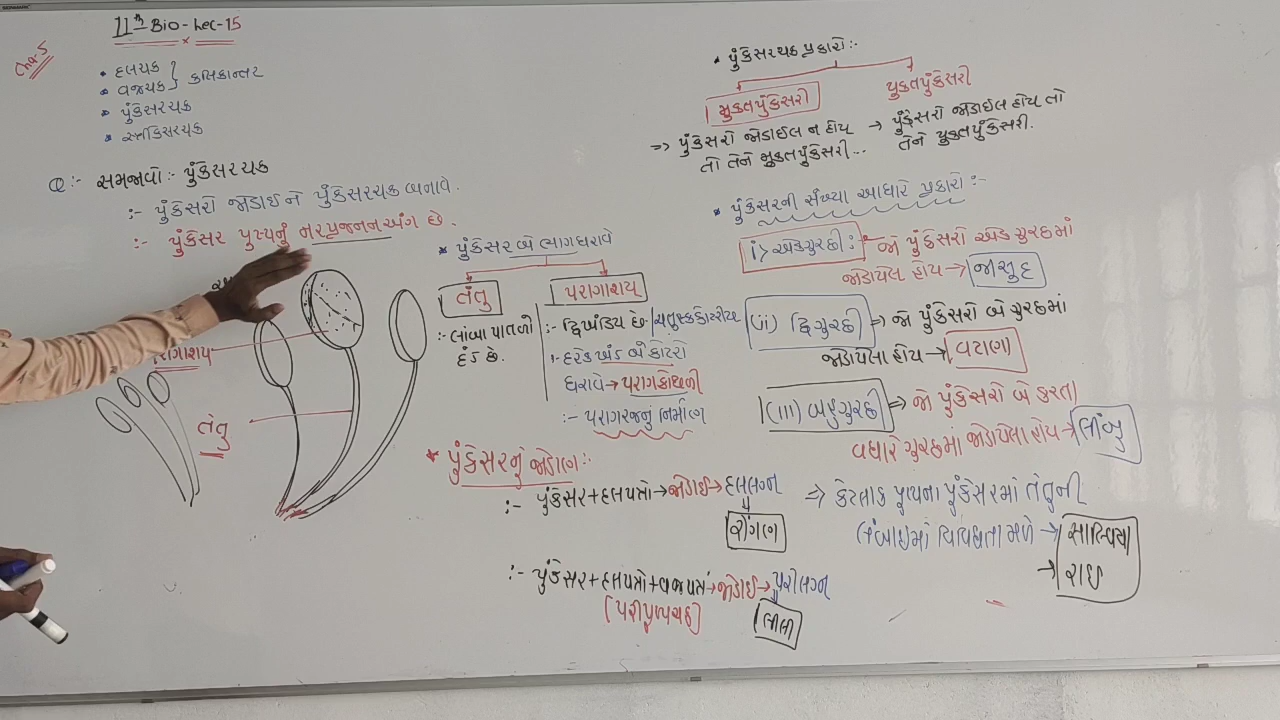 11th Bio-Lec-15
Ch-5
• દલચક્ર
• વજ્રચક્ર } કલિકાન્તર
• પુંકેસરચક્ર
• સ્ત્રીકેસરચક્ર
Q:- સમજાવો:- પુંકેસરચક્ર
:- પુંકેસરો જોડાઈને પુંકેસરચક્ર બનાવે.
:- પુંકેસર પુષ્પનું નરપ્રજનન અંગ છે.
પરાગાશય
તંતુ
* પુંકેસર બે ભાગ ધરાવે
તંતુ
:- લાંબા પાતળો
દંડ છે.
પરાગાશય
:- દ્વિખંડિય છે/ચતુષ્કકોટરીય
:- દરેક ખંડ બે કોટરો
ધરાવે → પરાગકોથળી
:- પરાગરજનું નિર્માણ
* પુંકેસરનું જોડાણ:-
:- પુંકેસર+દલપત્રો→જોડાઈ→દલલગ્ન
રીંગણ
:- પુંકેસર+દલપત્રો+વજ્રપત્રો→જોડાઈ→પરીલગ્ન
(પરીપુષ્પચક્ર)
લીલી
• પુંકેસરચક્ર પ્રકારો:-
મુક્તપુંકેસરી
=> પુંકેસરો જોડાઈલ ન હોય
તો તેને મુક્તપુંકેસરી...
યુક્તપુંકેસરી
→ પુંકેસરો જોડાઈલ હોય તો
તેને યુક્તપુંકેસરી.
* પુંકેસરની સંખ્યા આધારે પ્રકારો:-
i> એકગુચ્છી:- જો પુંકેસરો એક ગુચ્છમાં
જોડાયેલ હોય → જાસુદ
(ii) દ્વિગુચ્છી => જો પુંકેસરો બે ગુચ્છમાં
જોડાયેલા હોય → વટાણા
(iii) બહુગુચ્છી => જો પુંકેસરો બે કરતા
વધારે ગુચ્છમાં જોડાયેલા હોય → લીંબુ
=> કેટલાક પુષ્પના પુંકેસરમાં તંતુની
લંબાઇમાં વિવિધતા મળે → સાલ્વિયા
→ રાઇ